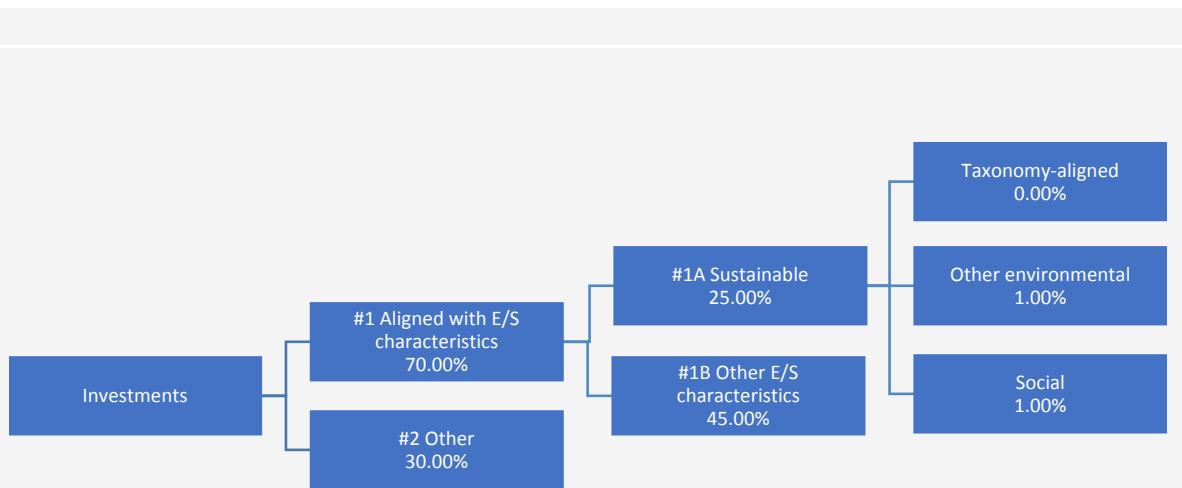 Investments
#1 Aligned with E/S
characteristics
70.00%
#2 Other
30.00%
#1A Sustainable
25.00%
#1B Other E/S
characteristics
45.00%
Taxonomy-aligned
0.00%
Other environmental
1.00%
Social
1.00%